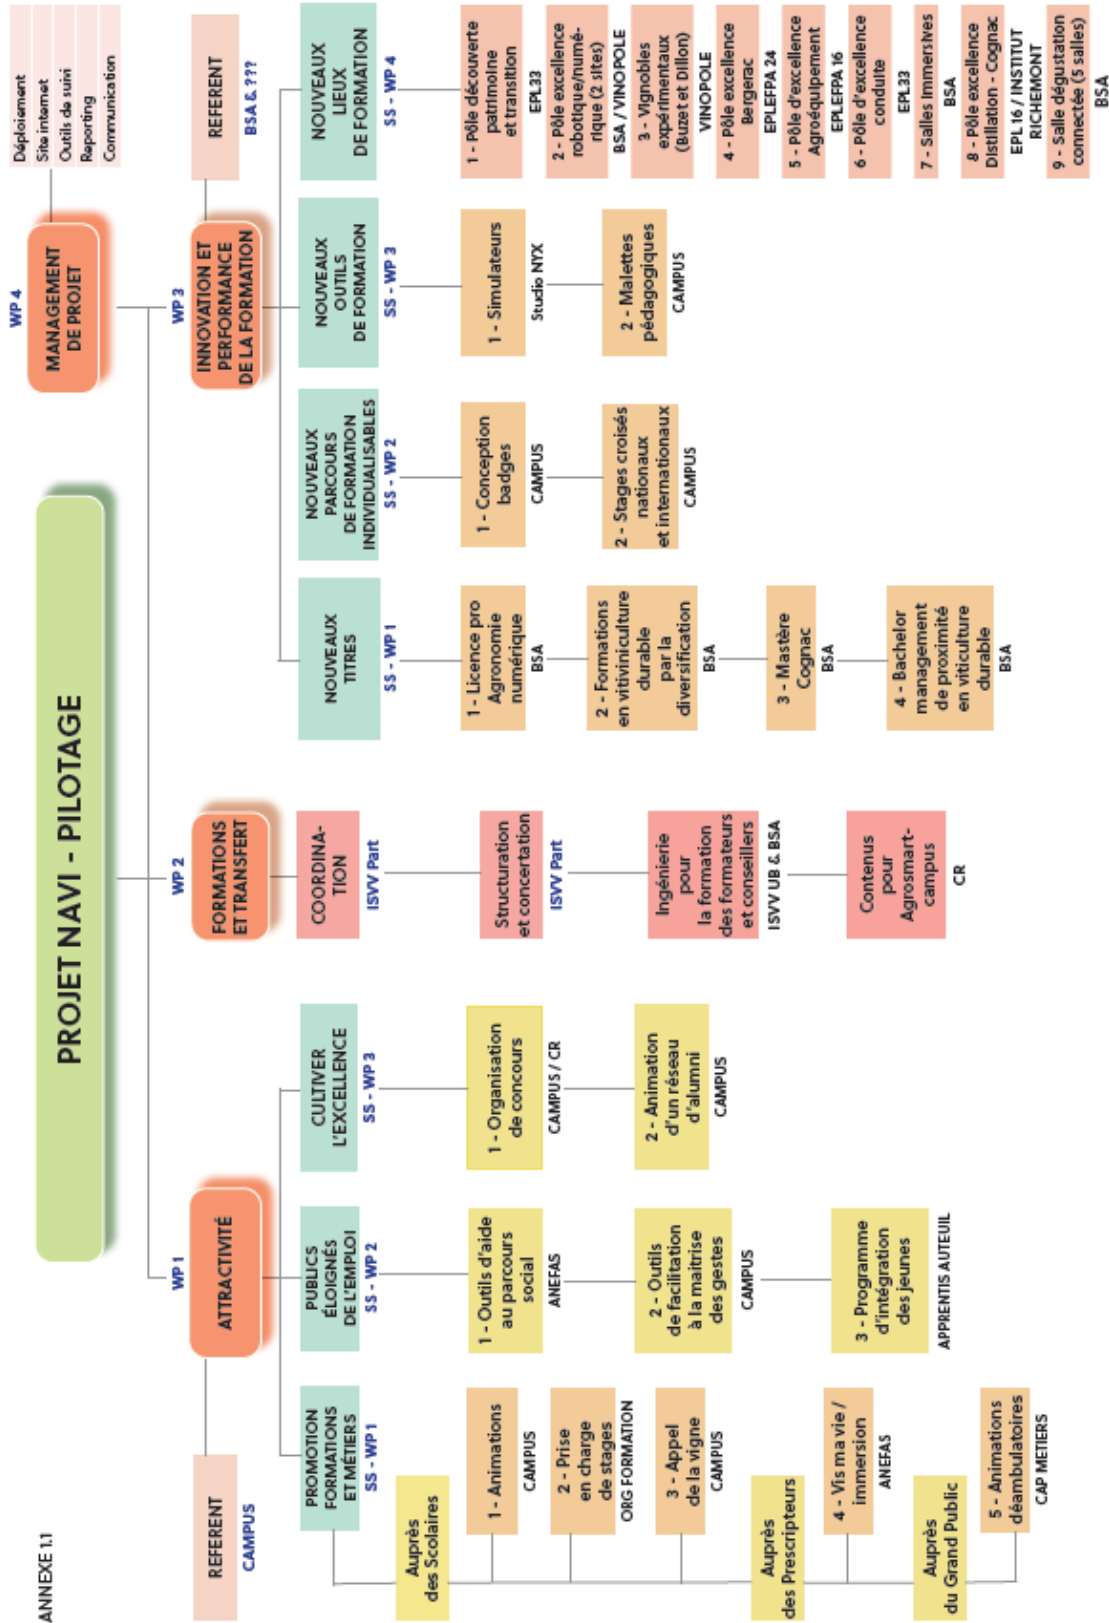 ANNEXE 1.1
PROJET NAVI - PILOTAGE
WP 4
MANAGEMENT
DE PROJET
Déploiement
Site internet
Outils de suivi
Reporting
Communication
REFERENT
CAMPUS
WP 1
ATTRACTIVITÉ
PROMOTION
FORMATIONS
ET MÉTIERS
SS - WP 1
Auprès
des Scolaires
1 - Animations
CAMPUS
2 - Prise
en charge
de stages
ORG FORMATION
3 - Appel
de la vigne
CAMPUS
Auprès
des Prescripteurs
4 - Vis ma vie /
immersion
ANEFAS
Auprès
du Grand Public
5 - Animations
déambulatoires
CAP METIERS
PUBLICS
ÉLOIGNÉS
DE L'EMPLOI
SS - WP 2
1 - Outils d'aide
au parcours
social
ANEFAS
2 - Outils
de facilitation
à la maitrise
des gestes
CAMPUS
3 - Programme
d'intégration
des jeunes
APPRENTIS AUTEUIL
CULTIVER
L'EXCELLENCE
SS - WP 3
1 - Organisation
de concours
CAMPUS / CR
2 - Animation
d'un réseau
d'alumni
CAMPUS
WP 2
FORMATIONS
ET TRANSFERT
COORDINA-
TION
ISVV Part
Structuration
et concertation
ISVV Part
Ingénierie
pour
la formation
des formateurs
et conseillers
ISVV UB & BSA
Contenus
pour
Agrosmart-
campus
CR
WP 3
INNOVATION ET
PERFORMANCE
DE LA FORMATION
REFERENT
BSA & ???
NOUVEAUX
TITRES
SS - WP 1
1 - Licence pro
Agronomie
numérique
BSA
2 - Formations
en vitiviniculture
durable
par la
diversification
BSA
3 - Mastère
Cognac
BSA
4 - Bachelor
management
de proximité
en viticulture
durable
BSA
NOUVEAUX
PARCOURS
DE FORMATION
INDIVIDUALISABLES
SS - WP 2
1 - Conception
badges
CAMPUS
2 - Stages croisés
nationaux
et internationaux
CAMPUS
NOUVEAUX
OUTILS
DE FORMATION
SS - WP 3
1 - Simulateurs
Studio NYX
2 - Malettes
pédagogiques
CAMPUS
NOUVEAUX
LIEUX
DE FORMATION
SS - WP 4
1 - Pôle découverte
patrimoine
et transition
EPL33
2 - Pôle excellence
robotique/numé-
rique (2 sites)
BSA / VINOPOLE
3 - Vignobles
expérimentaux
(Buzet et Dillon)
VINOPOLE
4 - Pôle excellence
Bergerac
EPLEFPA 24
5 - Pôle d'excellence
Agroéquipement
EPLEFPA 16
6 - Pôle d'excellence
conduite
EPL33
7 - Salles Immersives
BSA
8 - Pôle excellence
Distillation - Cognac
EPL 16 / INSTITUT
RICHEMONT
9 - Salle dégustation
connectée (5 salles)
BSA